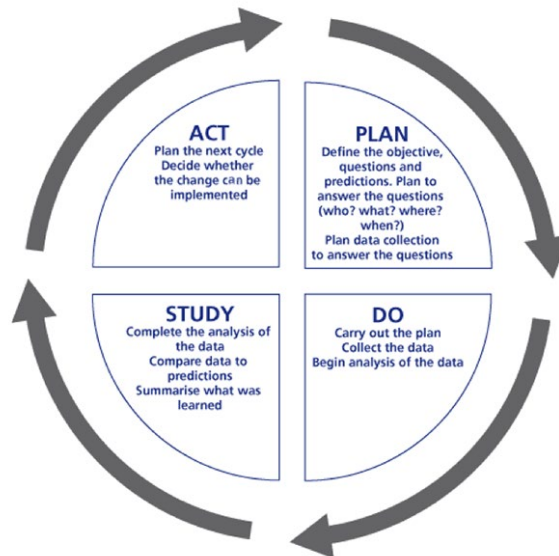 ACT
Plan the next cycle
Decide whether
the change can be
implemented
PLAN
Define the objective,
questions and
predictions. Plan to
answer the questions
(who? what? where?
when?)
Plan data collection
to answer the questions
STUDY
Complete the analysis of
the data
Compare data to
predictions
Summarise what was
learned
DO
Carry out the plan
Collect the data
Begin analysis of the data